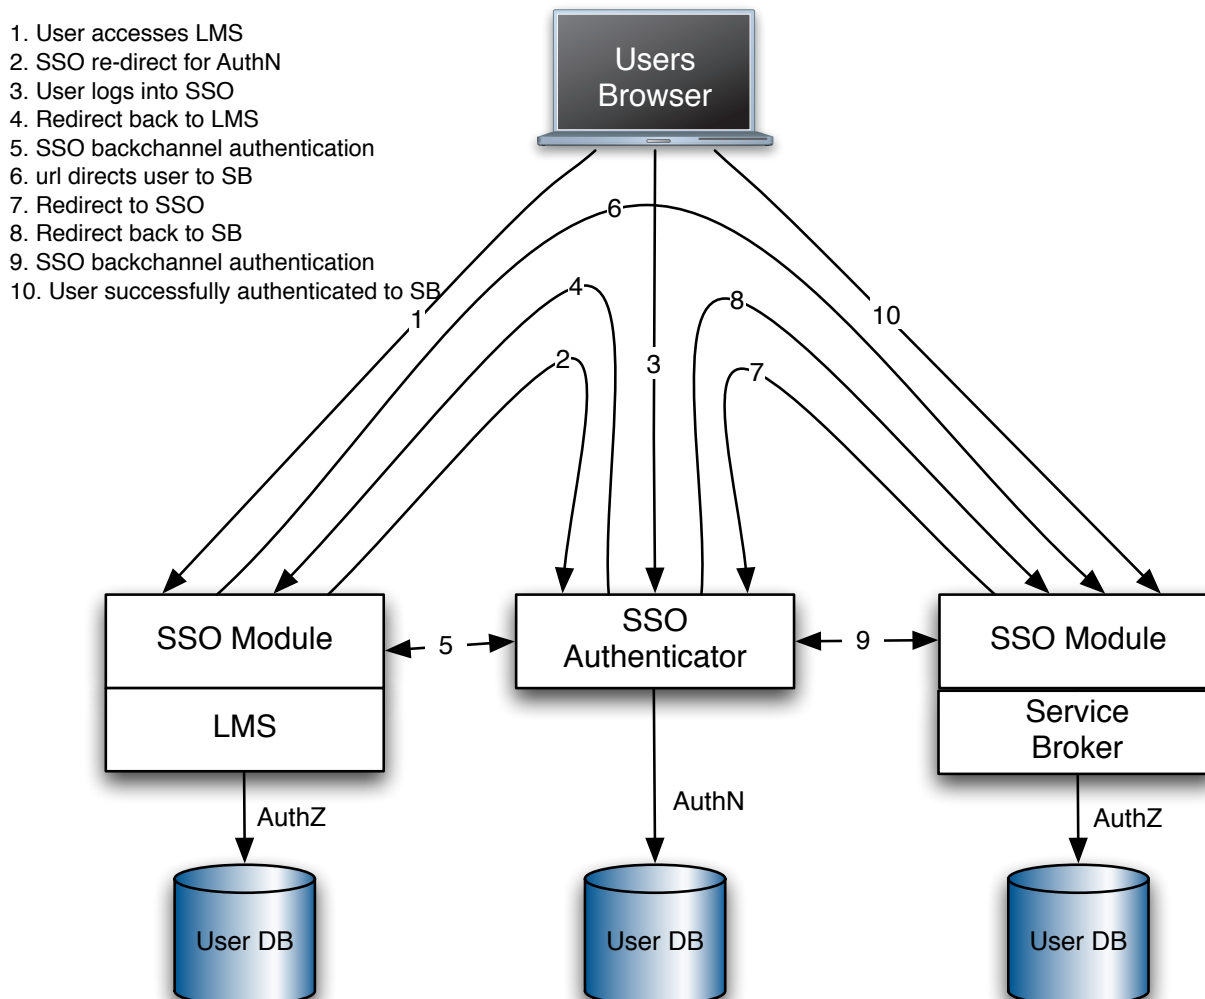 1. User accesses LMS
2. SSO re-direct for AuthN
3. User logs into SSO
4. Redirect back to LMS
5. SSO backchannel authentication
6. url directs user to SB
7. Redirect to SSO
8. Redirect back to SB
9. SSO backchannel authentication
10. User successfully authenticated to SB
Users
Browser
6
4
8
10
1
2
3
7
SSO Module
LMS
5
SSO
Authenticator
9
SSO Module
Service
Broker
AuthZ
AuthN
AuthZ
User DB
User DB
User DB